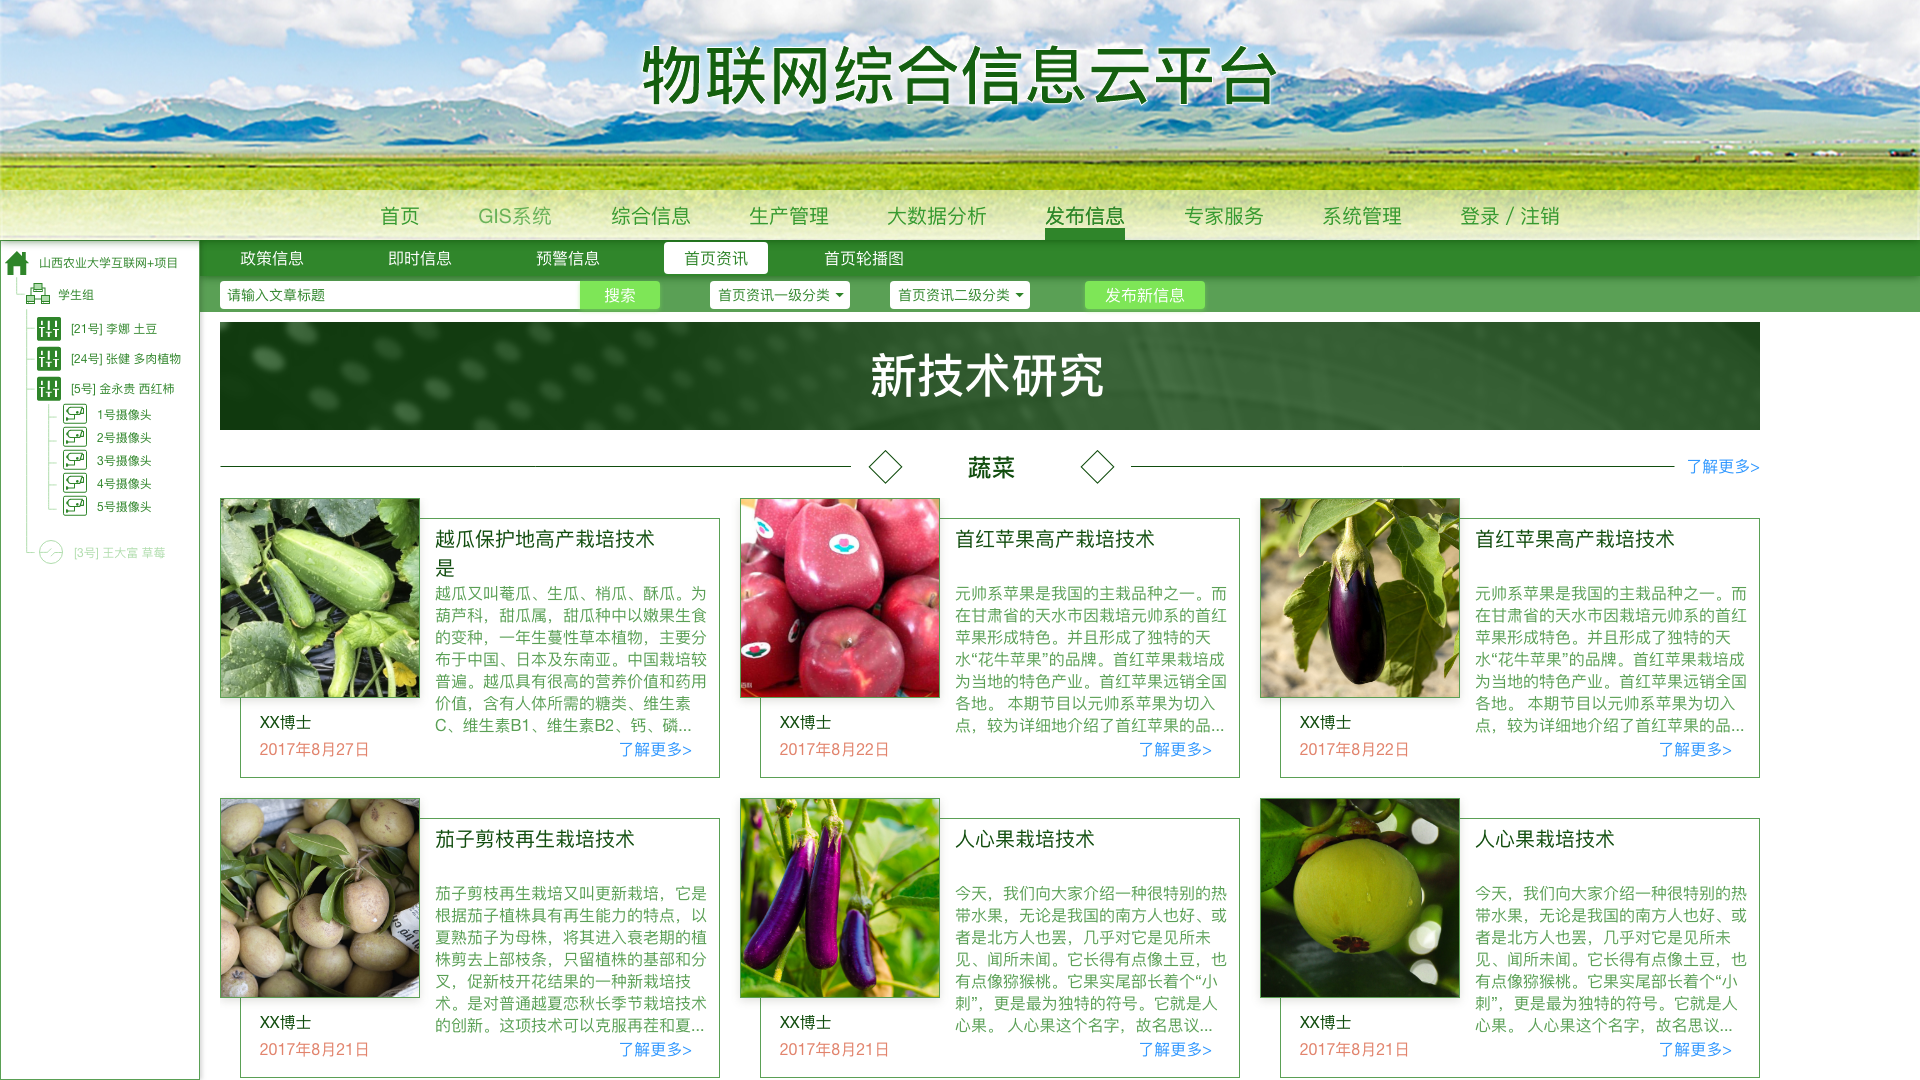 物联网综合信息云平台
首页 GIS系统 综合信息 生产管理 大数据分析 发布信息 专家服务 系统管理 登录 / 注销
山西农业大学互联网+项目
学生组
[21号] 李娜 土豆
[24号] 张健 多肉植物
[5号] 金永贵 西红柿
1号摄像头
2号摄像头
3号摄像头
4号摄像头
5号摄像头
[3号] 王大富 草莓
政策信息 即时信息 预警信息 首页资讯 首页轮播图
请输入文章标题 搜索 首页资讯一级分类 首页资讯二级分类 发布新信息
新技术研究
蔬菜
了解更多>
越瓜保护地高产栽培技术
是
越瓜又叫菴瓜、生瓜、梢瓜、酥瓜。为
葫芦科，甜瓜属，甜瓜种中以嫩果生食
的变种，一年生蔓性草本植物，主要分
布于中国、日本及东南亚。中国栽培较
普遍。越瓜具有很高的营养价值和药用
价值，含有人体所需的糖类、维生素
C、维生素B1、维生素B2、钙、磷...
XX博士
2017年8月27日
了解更多>
首红苹果高产栽培技术
元帅系苹果是我国的主栽品种之一。而
在甘肃省的天水市因栽培元帅系的首红
苹果形成特色。并且形成了独特的天
水“花牛苹果”的品牌。首红苹果栽培成
为当地的特色产业。首红苹果远销全国
各地。 本期节目以元帅系苹果为切入
点，较为详细地介绍了首红苹果的品...
XX博士
2017年8月22日
了解更多>
首红苹果高产栽培技术
元帅系苹果是我国的主栽品种之一。而
在甘肃省的天水市因栽培元帅系的首红
苹果形成特色。并且形成了独特的天
水“花牛苹果”的品牌。首红苹果栽培成
为当地的特色产业。首红苹果远销全国
各地。 本期节目以元帅系苹果为切入
点，较为详细地介绍了首红苹果的品...
XX博士
2017年8月22日
了解更多>
茄子剪枝再生栽培技术
茄子剪枝再生栽培又叫更新栽培，它是
根据茄子植株具有再生能力的特点，以
夏熟茄子为母株，将其进入衰老期的植
株剪去上部枝条，只留植株的基部和分
叉，促新枝开花结果的一种新栽培技
术。是对普通越夏恋秋长季节栽培技术
的创新。这项技术可以克服再茬和夏...
XX博士
2017年8月21日
了解更多>
人心果栽培技术
今天，我们向大家介绍一种很特别的热
带水果，无论是我国的南方人也好、或
者是北方人也罢，几乎对它是见所未
见、闻所未闻。它长得有点像土豆，也
有点像猕猴桃。它果实尾部长着个“小
刺”，更是最为独特的符号。它就是人
心果。 人心果这个名字，故名思议...
XX博士
2017年8月21日
了解更多>
人心果栽培技术
今天，我们向大家介绍一种很特别的热
带水果，无论是我国的南方人也好、或
者是北方人也罢，几乎对它是见所未
见、闻所未闻。它长得有点像土豆，也
有点像猕猴桃。它果实尾部长着个“小
刺”，更是最为独特的符号。它就是人
心果。 人心果这个名字，故名思议...
XX博士
2017年8月21日
了解更多>